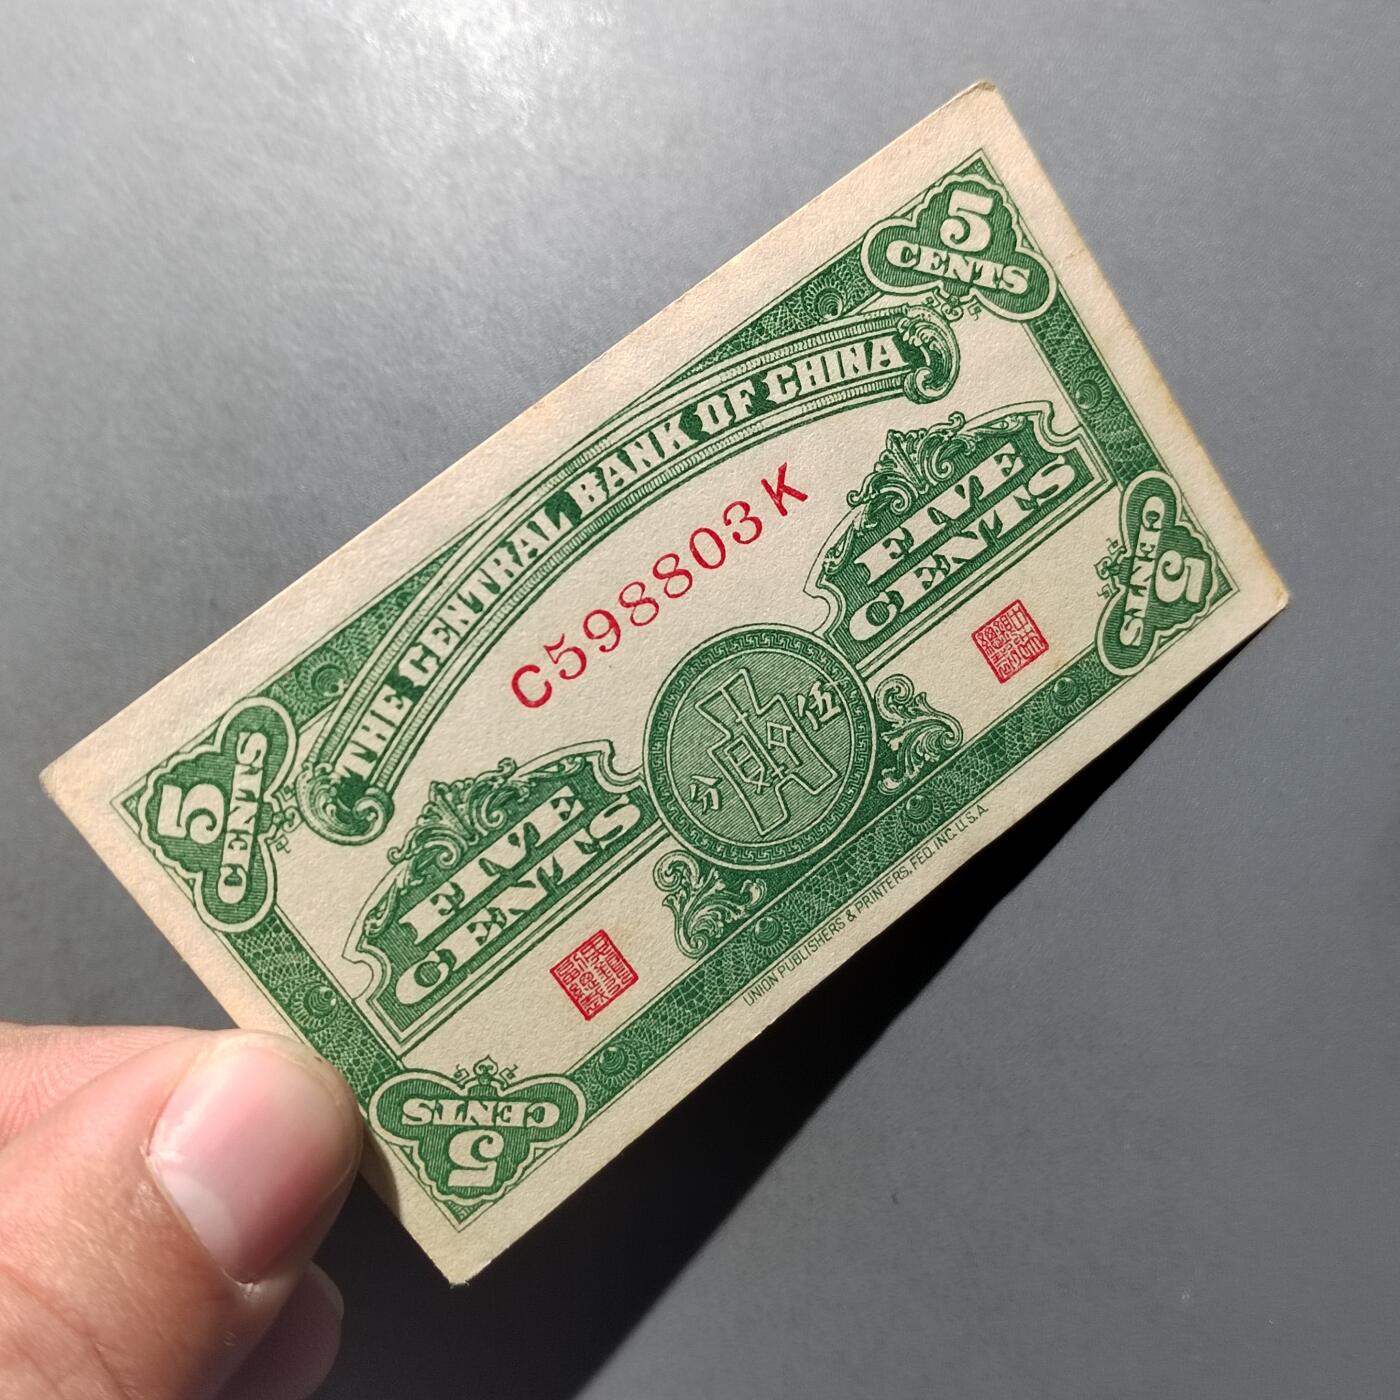 5
CENTS
THE CENTRAL BANK OF CHINA
C598803K
FIVE
CENTS
5
CENTS
5
CENTS
伍
分
FIVE
CENTS
CENTS
5
UNION PUBLISHERS & PRINTERS, FED. INC. U.S.A.